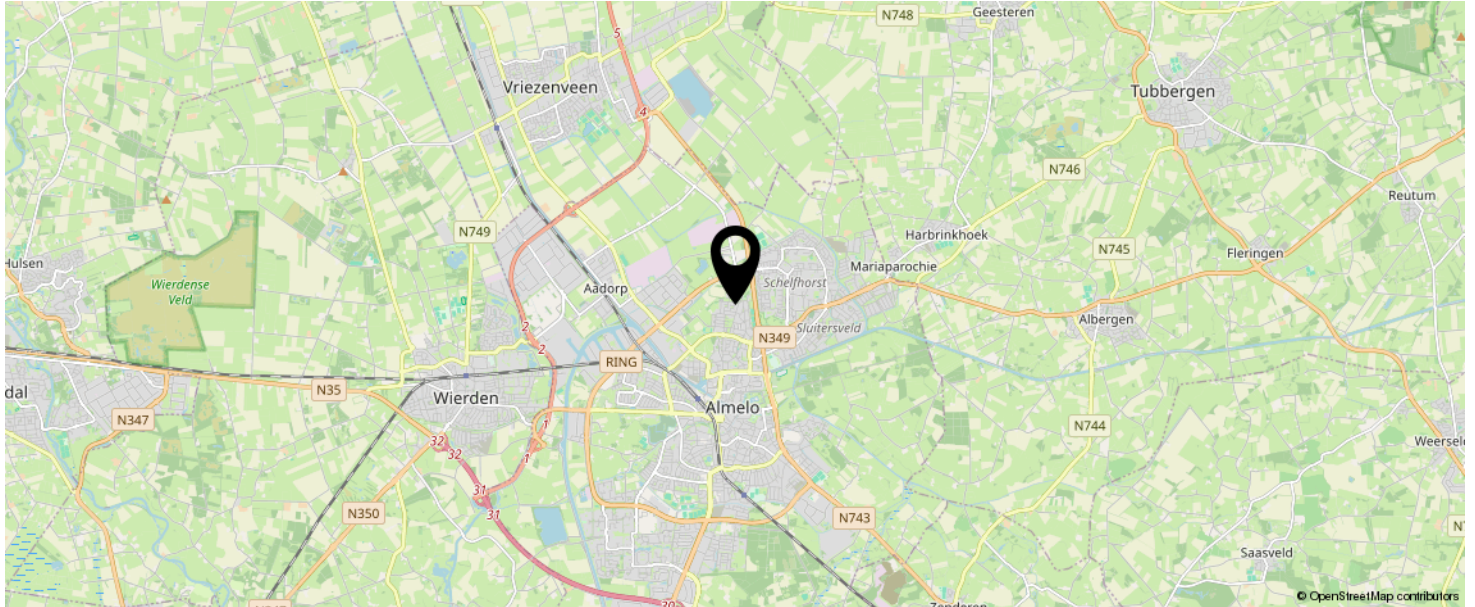 N748
Geesteren
5
Vriezenveen
4
Tubbergen
N746
Reutum
N749
Harbrinkhoek
N745
Fleringen
Hulsen
Mariaparochie
Wierdense
Veld
Aadorp
Schelfhorst
Albergen
2
2
Sluitersveld
N349
RING
N35
dal
Wierden
Almelo
N347
N744
1
32
32
1
31
31
N350
N743
Saasveld
20
© OpenStreetMap contributors